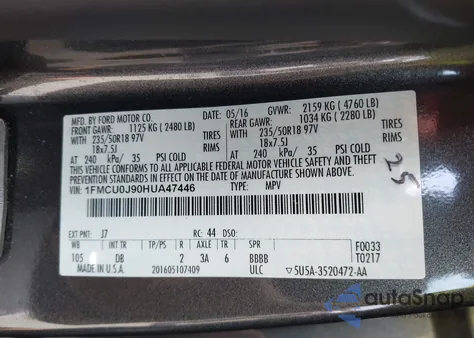 MFD. BY FORD MOTOR CO.
05/16 GVWR: 2159 KG (4760 LB)
FRONT GAWR: 1125 KG (2480 LB)
REAR GAWR: 1034 KG (2280 LB)
WITH TIRES
235/50R18 97V
18x7.5J
WITH TIRES
235/50R18 97V
18x7.5J
AT 240 kPa/ 35 PSI COLD
AT 240 kPa/ 35 PSI COLD
THIS VEHICLE CONFORMS TO ALL APPLICABLE FEDERAL MOTOR VEHICLE
SAFETY AND THEFT PREVENTION STANDARDS IN EFFECT ON THE DATE OF
MANUFACTURE SHOWN ABOVE.
VIN: 1FMCU0J90HUA47446 TYPE: MPV
EXT PNT: J7 RC: 44 DSO:
WB INT TR TP/PS R AXLE TR SPR
105 DB 2 3A 6 BBBB
F0033
T0217
MADE IN U.S.A. 201605107409 ULC 5U5A-3520472-AA
25
autoSnap